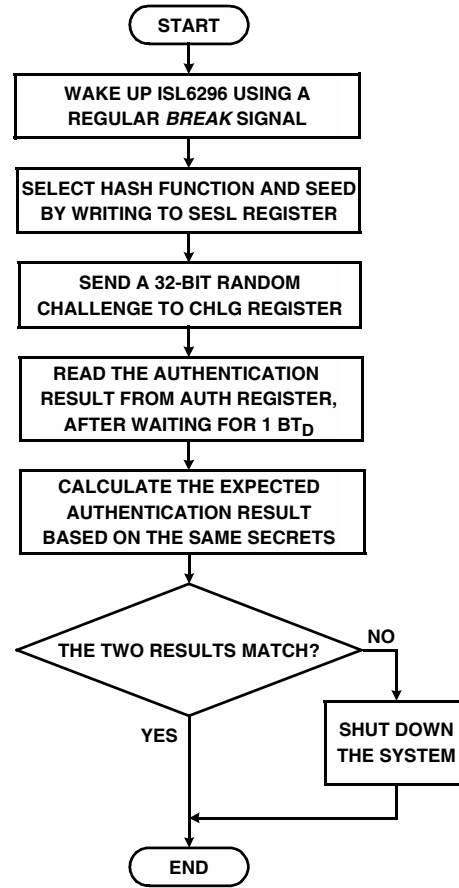 START
WAKE UP ISL6296 USING A
REGULAR BREAK SIGNAL
SELECT HASH FUNCTION AND SEED
BY WRITING TO SESL REGISTER
SEND A 32-BIT RANDOM
CHALLENGE TO CHLG REGISTER
READ THE AUTHENTICATION
RESULT FROM AUTH REGISTER,
AFTER WAITING FOR 1 BTD
CALCULATE THE EXPECTED
AUTHENTICATION RESULT
BASED ON THE SAME SECRETS
THE TWO RESULTS MATCH?
NO
YES
SHUT DOWN
THE SYSTEM
END